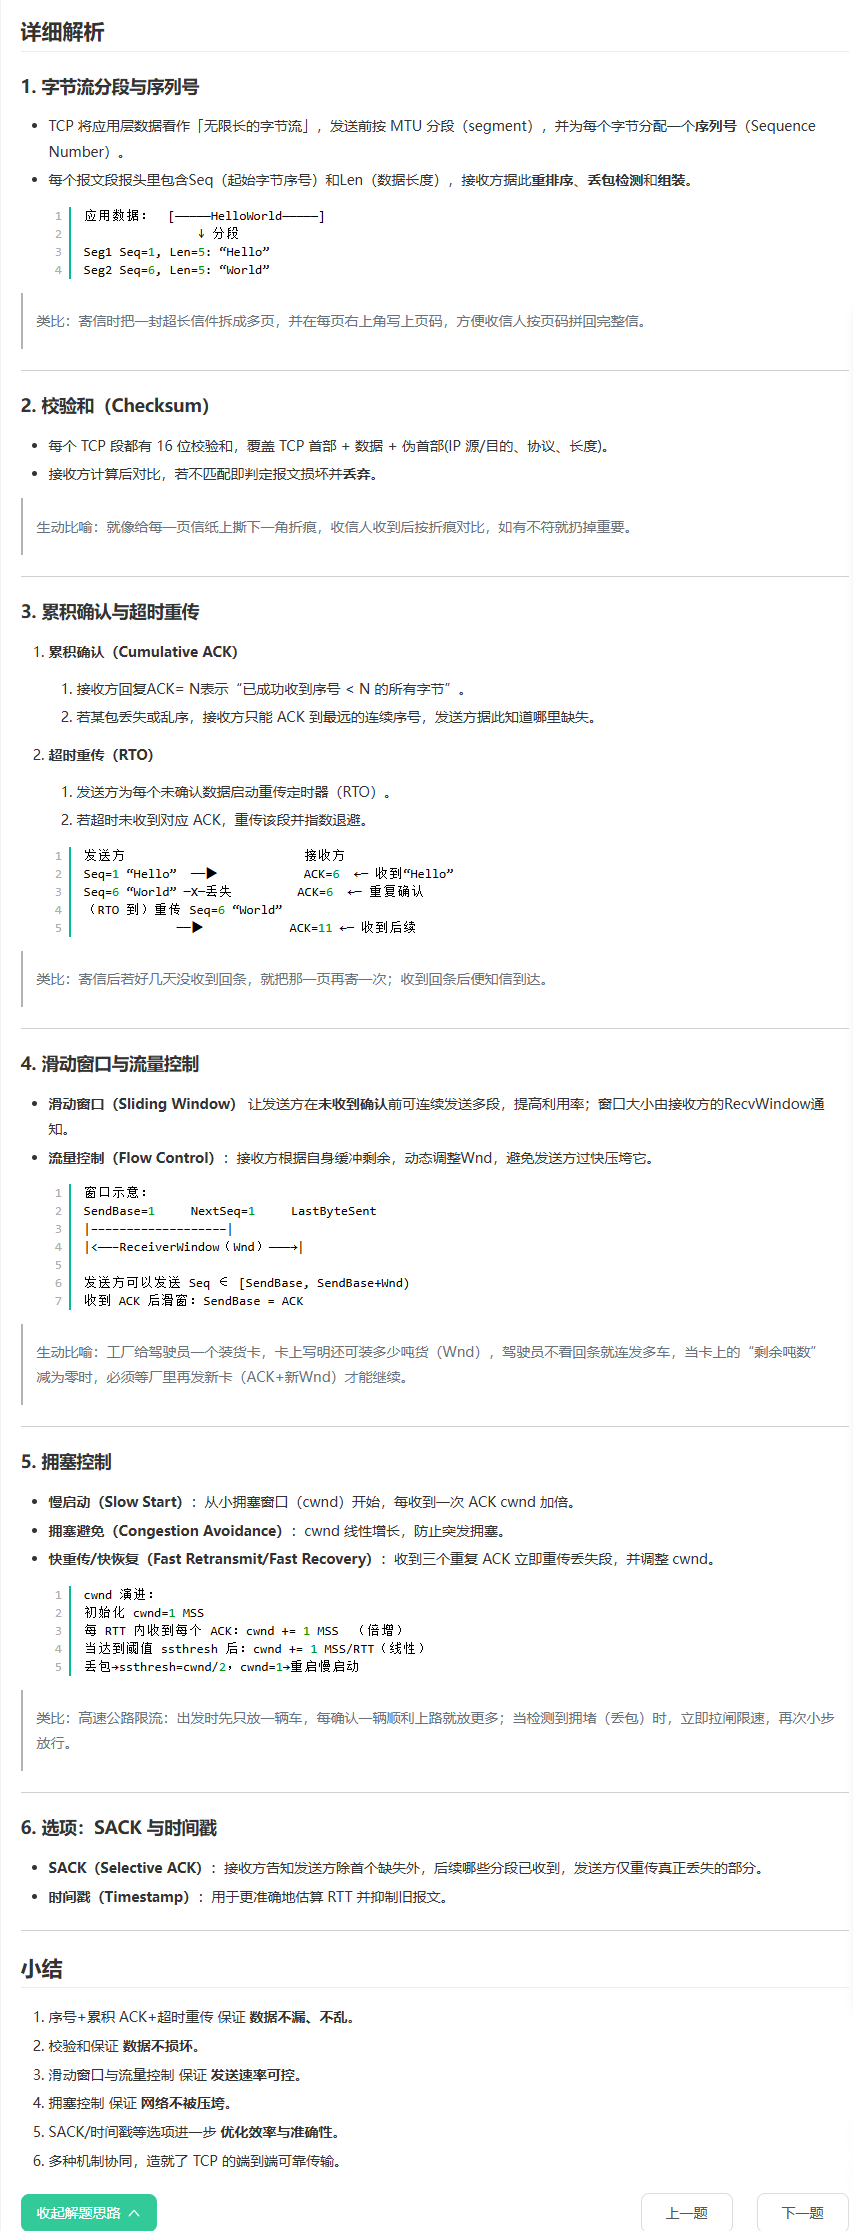 详细解析
1. 字节流分段与序列号
• TCP 将应用层数据看作「无限长的字节流」，发送前按 MTU 分段（segment），并为每个字节分配一个序列号（Sequence
Number）。
• 每个报文段报头里包含Seq（起始字节序号）和Len（数据长度），接收方据此重排序、丢包检测和组装。
1 应用数据： [—————HelloWorld—————]
2 ↓ 分段
3 Seg1 Seq=1, Len=5: “Hello”
4 Seg2 Seq=6, Len=5: “World”
类比：寄信时把一封超长信件拆成多页，并在每页右上角写上页码，方便收信人按页码拼回完整信。
2. 校验和（Checksum）
• 每个 TCP 段都有 16 位校验和，覆盖 TCP 首部 + 数据 + 伪首部(IP 源/目的、协议、长度)。
• 接收方计算后对比，若不匹配即判定报文损坏并丢弃。
生动比喻：就像给每一页信纸上撕下一角折痕，收信人收到后按折痕对比，如有不符就扔掉重要。
3. 累积确认与超时重传
1. 累积确认（Cumulative ACK）
1. 接收方回复ACK= N表示“已成功收到序号 < N 的所有字节”。
2. 若某包丢失或乱序，接收方只能 ACK 到最远的连续序号，发送方据此知道哪里缺失。
2. 超时重传（RTO）
1. 发送方为每个未确认数据启动重传定时器（RTO）。
2. 若超时未收到对应 ACK，重传该段并指数退避。
1 发送方 接收方
2 Seq=1 “Hello” ——▶ ACK=6 ←— 收到“Hello”
3 Seq=6 “World” —X—丢失 ACK=6 ←— 重复确认
4 （RTO 到）重传 Seq=6 “World”
5 ——▶ ACK=11 ←— 收到后续
类比：寄信后若好几天没收到回条，就把那一页再寄一次；收到回条后便知信到达。
4. 滑动窗口与流量控制
• 滑动窗口（Sliding Window） 让发送方在未收到确认前可连续发送多段，提高利用率；窗口大小由接收方的RecvWindow通
知。
• 流量控制（Flow Control）：接收方根据自身缓冲剩余，动态调整Wnd，避免发送方过快压垮它。
1 窗口示意：
2 SendBase=1 NextSeq=1 LastByteSent
3 |-------------------|
4 |<——–ReceiverWindow（Wnd）———→|
5
6 发送方可以发送 Seq ∈ [SendBase, SendBase+Wnd)
7 收到 ACK 后滑窗：SendBase = ACK
生动比喻：工厂给驾驶员一个装货卡，卡上写明还可装多少吨货（Wnd），驾驶员不看回条就连发多车，当卡上的“剩余吨数”
减为零时，必须等厂里再发新卡（ACK+新Wnd）才能继续。
5. 拥塞控制
• 慢启动（Slow Start）：从小拥塞窗口（cwnd）开始，每收到一次 ACK cwnd 加倍。
• 拥塞避免（Congestion Avoidance）：cwnd 线性增长，防止突发拥塞。
• 快重传/快恢复（Fast Retransmit/Fast Recovery）：收到三个重复 ACK 立即重传丢失段，并调整 cwnd。
1 cwnd 演进：
2 初始化 cwnd=1 MSS
3 每 RTT 内收到每个 ACK：cwnd += 1 MSS （倍增）
4 当达到阈值 ssthresh 后：cwnd += 1 MSS/RTT（线性）
5 丢包→ssthresh=cwnd/2，cwnd=1→重启慢启动
类比：高速公路限流：出发时先只放一辆车，每确认一辆顺利上路就放更多；当检测到拥堵（丢包）时，立即拉闸限速，再次小步
放行。
6. 选项：SACK 与时间戳
• SACK（Selective ACK）：接收方告知发送方除首个缺失外，后续哪些分段已收到，发送方仅重传真正丢失的部分。
• 时间戳（Timestamp）：用于更准确地估算 RTT 并抑制旧报文。
小结
1. 序号+累积 ACK+超时重传 保证 数据不漏、不乱。
2. 校验和保证 数据不损坏。
3. 滑动窗口与流量控制 保证 发送速率可控。
4. 拥塞控制 保证 网络不被压垮。
5. SACK/时间戳等选项进一步 优化效率与准确性。
6. 多种机制协同，造就了 TCP 的端到端可靠传输。
收起解题思路 上一题 下一题